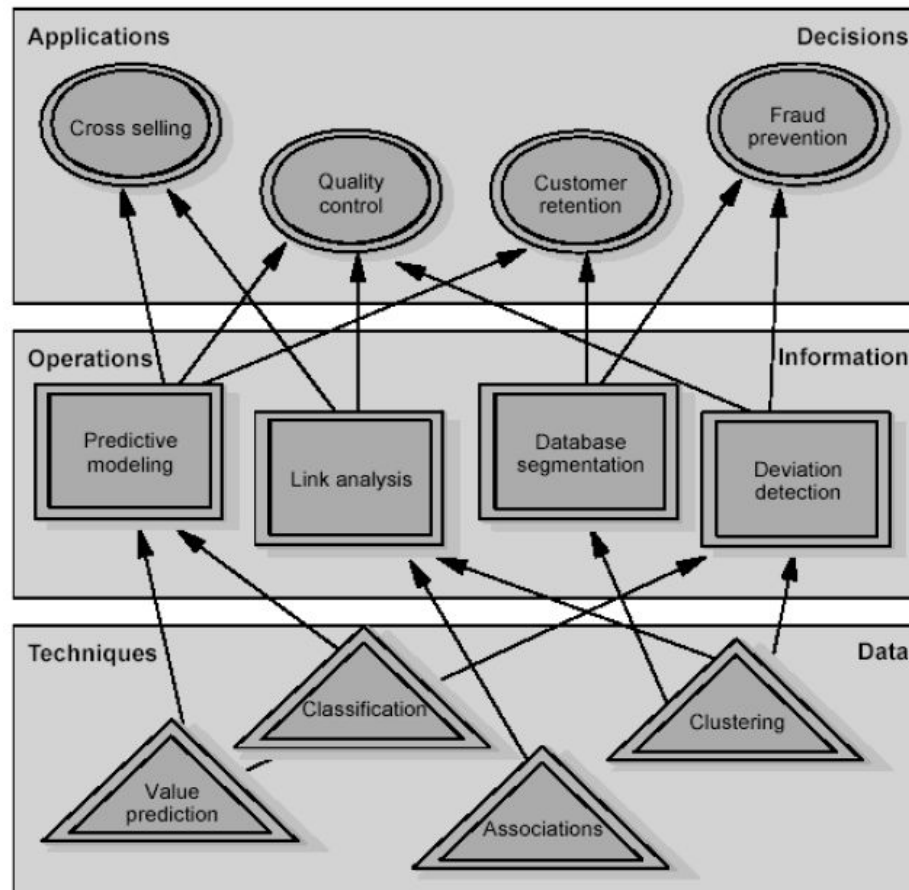 Applications
Decisions
Cross selling
Fraud
prevention
Quality
control
Customer
retention
Operations
Information
Predictive
modeling
Link analysis
Database
segmentation
Deviation
detection
Techniques
Data
Classification
Clustering
Value
prediction
Associations